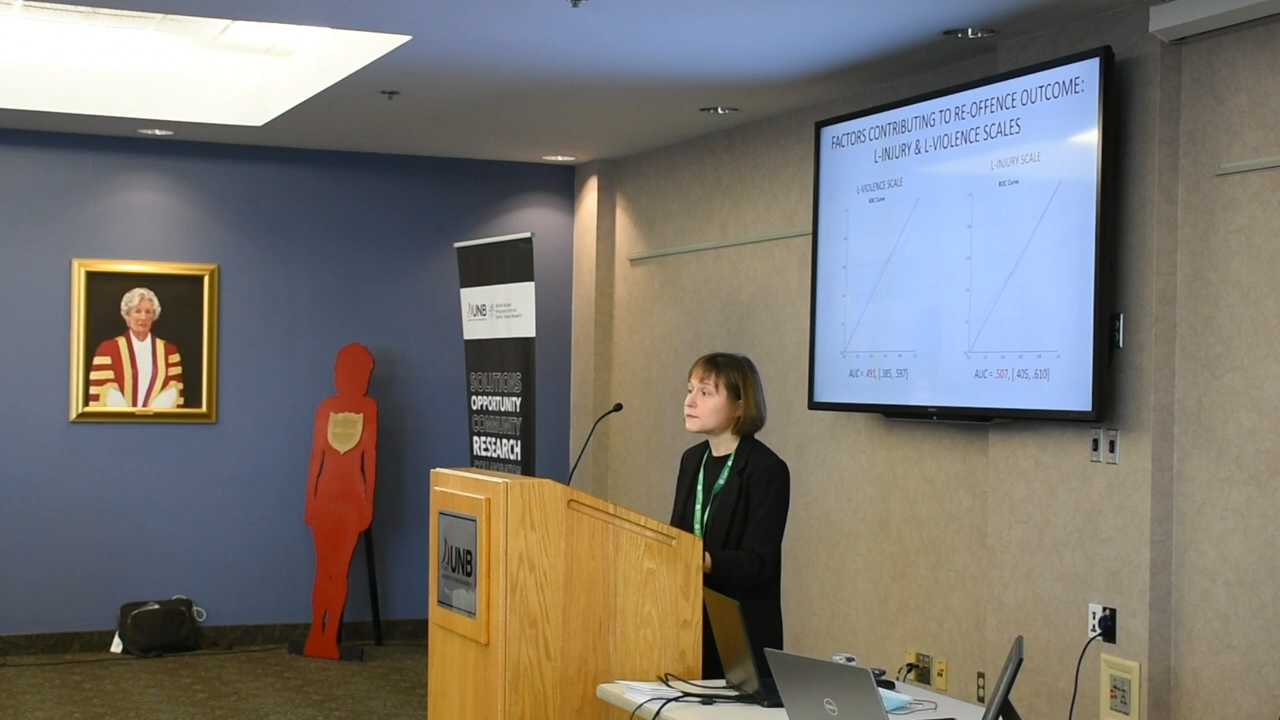 FACTORS CONTRIBUTING TO RE-OFFENCE OUTCOME:
L-INJURY & L-VIOLENCE SCALES
L-VIOLENCE SCALE
ROC Curve
L-INJURY SCALE
ROC Curve
AUC = .491, [.385, .597]
AUC = .507, [.405, .610]
UNB
SOLUTIONS
OPPORTUNITY
COMMUNITY
RESEARCH
UNB
DELL